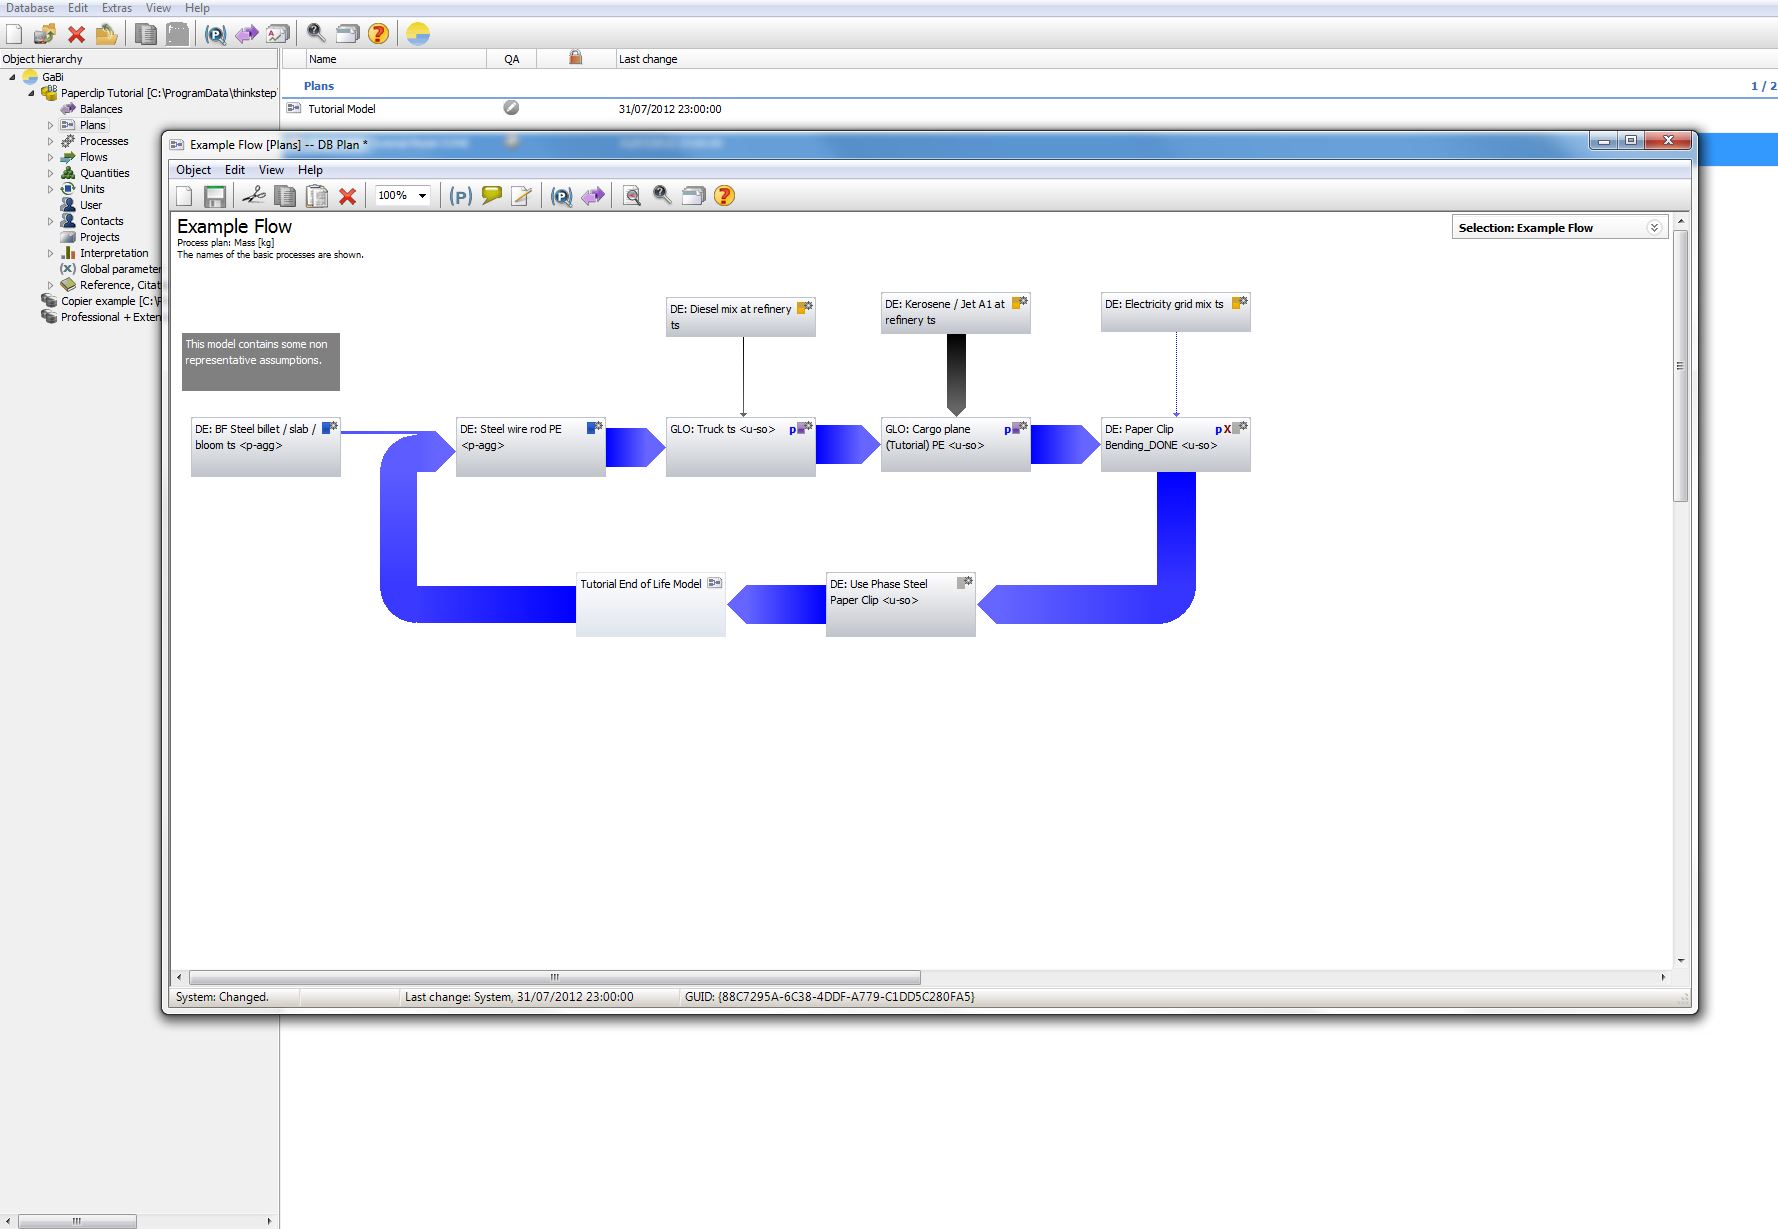 Database Edit Extras View Help
Object hierarchy
Name QA Last change
GaBi
Plans 1 / 2
Paperclip Tutorial [C:\ProgramData\thinkstep
Balances
Tutorial Model 31/07/2012 23:00:00
Plans
Processes
Flows
Quantities
Units
User
Contacts
Projects
Interpretation
Global parameter
Reference, Citat
Copier example [C:\P
Professional + Exten
Example Flow [Plans] -- DB Plan *
Object Edit View Help
100%
Example Flow
Process plan: Mass [kg]
The names of the basic processes are shown.
Selection: Example Flow
This model contains some non
representative assumptions.
DE: Diesel mix at refinery
ts
DE: Kerosene / Jet A1 at
refinery ts
DE: Electricity grid mix ts
DE: BF Steel billet / slab /
bloom ts <p-agg>
DE: Steel wire rod PE
<p-agg>
GLO: Truck ts <u-so> p
GLO: Cargo plane p
(Tutorial) PE <u-so>
DE: Paper Clip pX
Bending_DONE <u-so>
Tutorial End of Life Model
DE: Use Phase Steel
Paper Clip <u-so>
System: Changed. Last change: System, 31/07/2012 23:00:00 GUID: {88C7295A-6C38-4DDF-A779-C1DD5C280FA5}